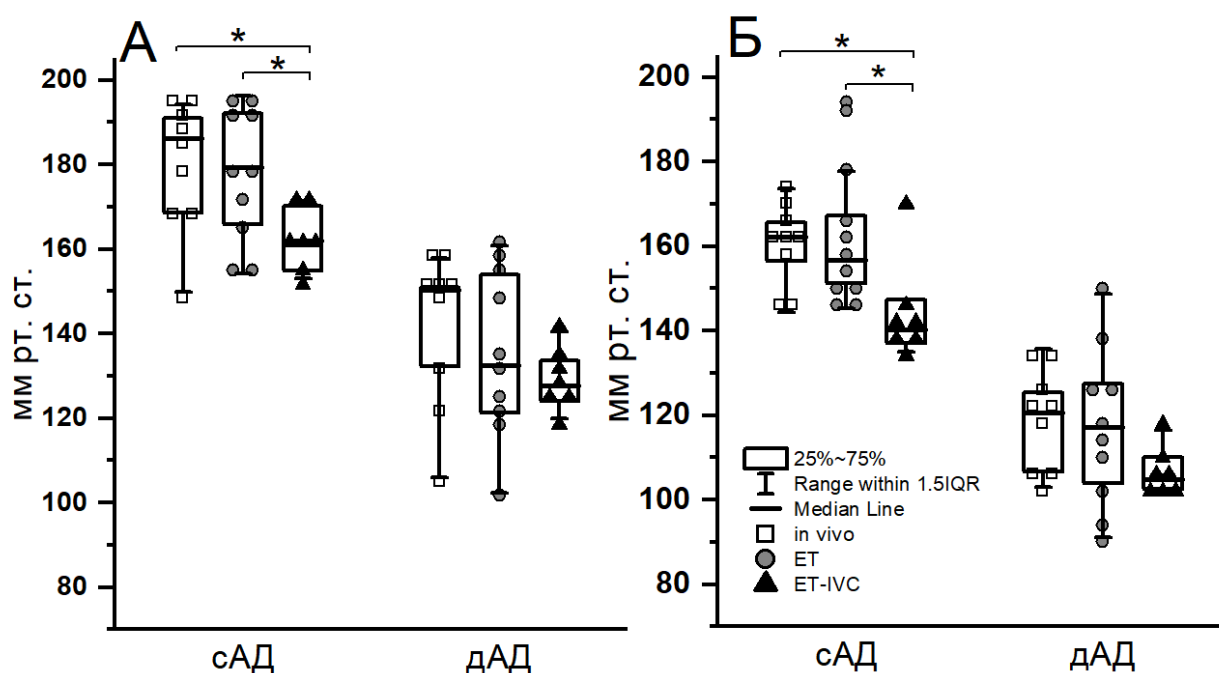 А
*
*
200
180
160
140
120
100
80
мм рт. ст.
сАД
дАД
Б
*
*
200
180
160
140
120
100
80
мм рт. ст.
25%~75%
Range within 1.5IQR
Median Line
in vivo
ET
ET-IVC
сАД
дАД